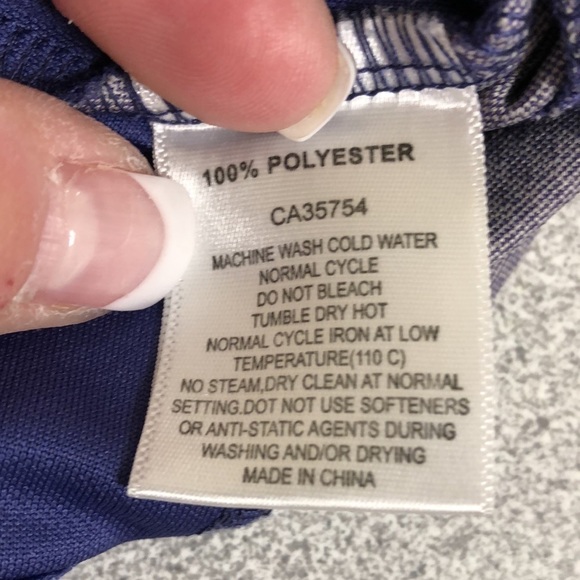 100% POLYESTER
CA35754
MACHINE WASH COLD WATER
NORMAL CYCLE
DO NOT BLEACH
TUMBLE DRY HOT
NORMAL CYCLE IRON AT LOW
TEMPERATURE(110 C)
NO STEAM,DRY CLEAN AT NORMAL
SETTING.DOT NOT USE SOFTENERS
OR ANTI-STATIC AGENTS DURING
WASHING AND/OR DRYING
MADE IN CHINA